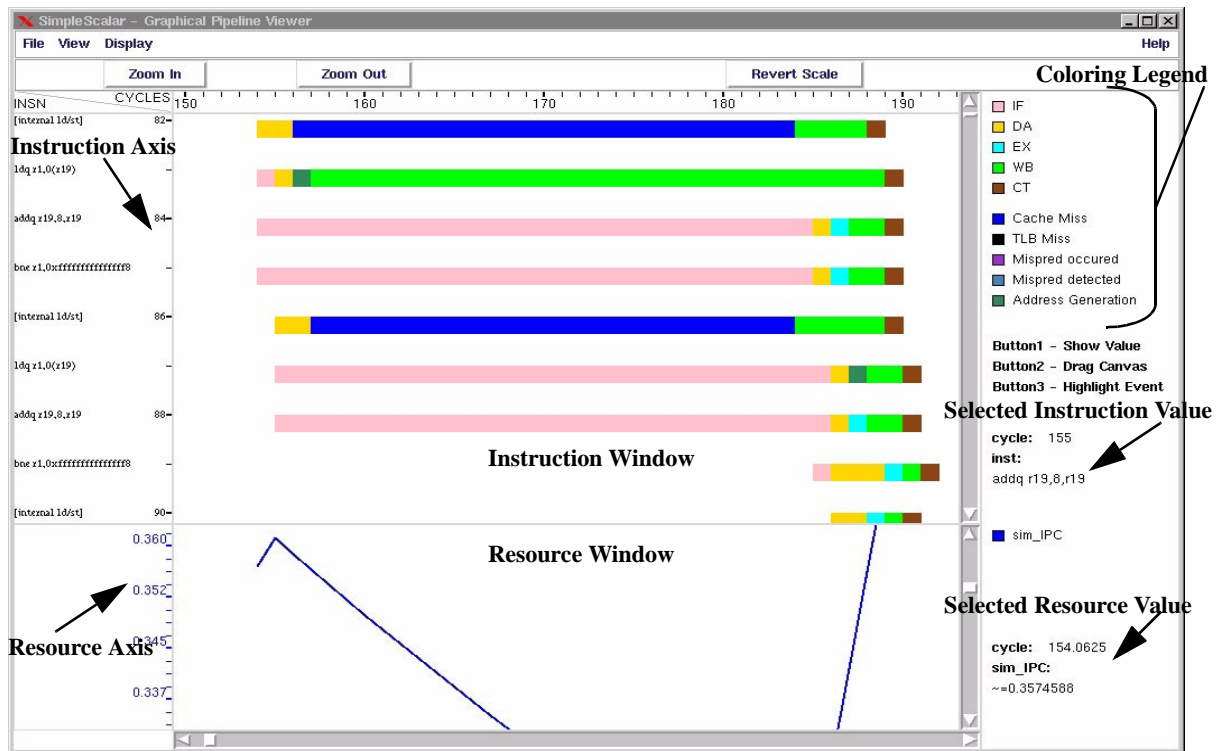 SimpleScalar - Graphical Pipeline Viewer
File View Display Help
Zoom In Zoom Out Revert Scale
Coloring Legend
INSN CYCLES 150 160 170 180 190
[internal ld/st] 82
Instruction Axis
ldq r1,0(r19)
addq r19,8,r19 84
bne r1,0xfffffffffffffff8
[internal ld/st] 86
ldq r1,0(r19)
addq r19,8,r19 88
bne r1,0xfffffffffffffff8
[internal ld/st] 90
Instruction Window
IF
DA
EX
WB
CT
Cache Miss
TLB Miss
Mispred occured
Mispred detected
Address Generation
Button1 - Show Value
Button2 - Drag Canvas
Button3 - Highlight Event
Selected Instruction Value
cycle: 155
inst:
addq r19,8,r19
Resource Window
0.360
0.352
0.345
0.337
Resource Axis
sim_IPC
Selected Resource Value
cycle: 154.0625
sim_IPC:
~=0.3574588